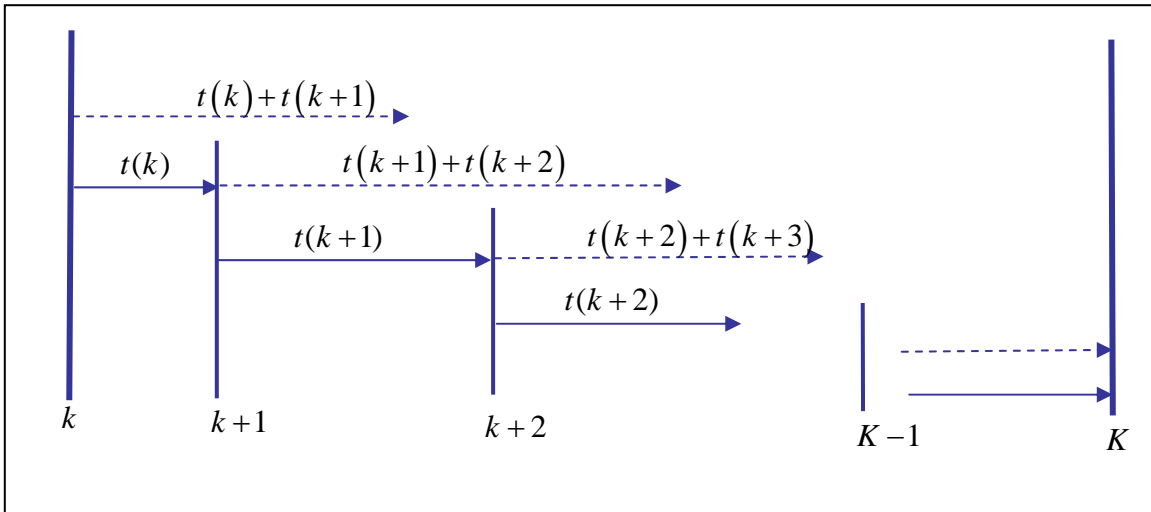 t(k)+t(k+1)
t(k)
t(k+1)+t(k+2)
t(k+1)
t(k+2)+t(k+3)
t(k+2)
k
k+1
k+2
K−1
K